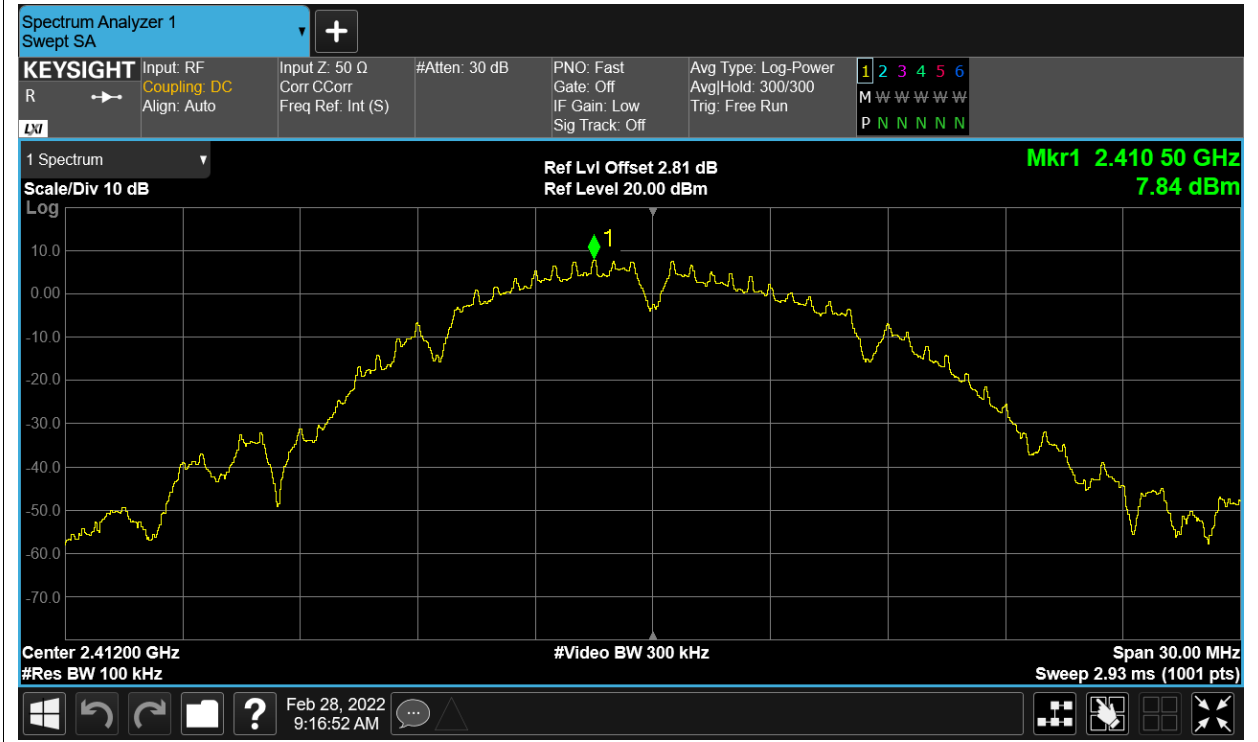 Spectrum Analyzer 1
Swept SA
+
KEYSIGHT
R
LXI
Input: RF
Coupling: DC
Align: Auto
Input Z: 50 Ω
Corr CCorr
Freq Ref: Int (S)
#Atten: 30 dB
PNO: Fast
Gate: Off
IF Gain: Low
Sig Track: Off
Avg Type: Log-Power
Avg|Hold: 300/300
Trig: Free Run
1 2 3 4 5 6
M W W W W W
P N N N N N
1 Spectrum
Scale/Div 10 dB
Log
Ref Lvl Offset 2.81 dB
Ref Level 20.00 dBm
Mkr1 2.410 50 GHz
7.84 dBm
1
10.0
0.00
-10.0
-20.0
-30.0
-40.0
-50.0
-60.0
-70.0
Center 2.41200 GHz
#Res BW 100 kHz
#Video BW 300 kHz
Span 30.00 MHz
Sweep 2.93 ms (1001 pts)
?
Feb 28, 2022
9:16:52 AM